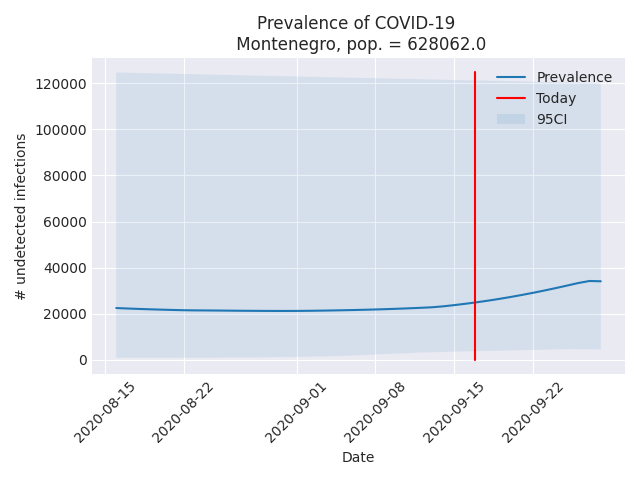 Prevalence of COVID-19
Montenegro, pop. = 628062.0
Prevalence
Today
95CI
120000
100000
80000
60000
40000
20000
0
# undetected infections
2020-08-15
2020-08-22
2020-09-01
2020-09-08
2020-09-15
2020-09-22
Date